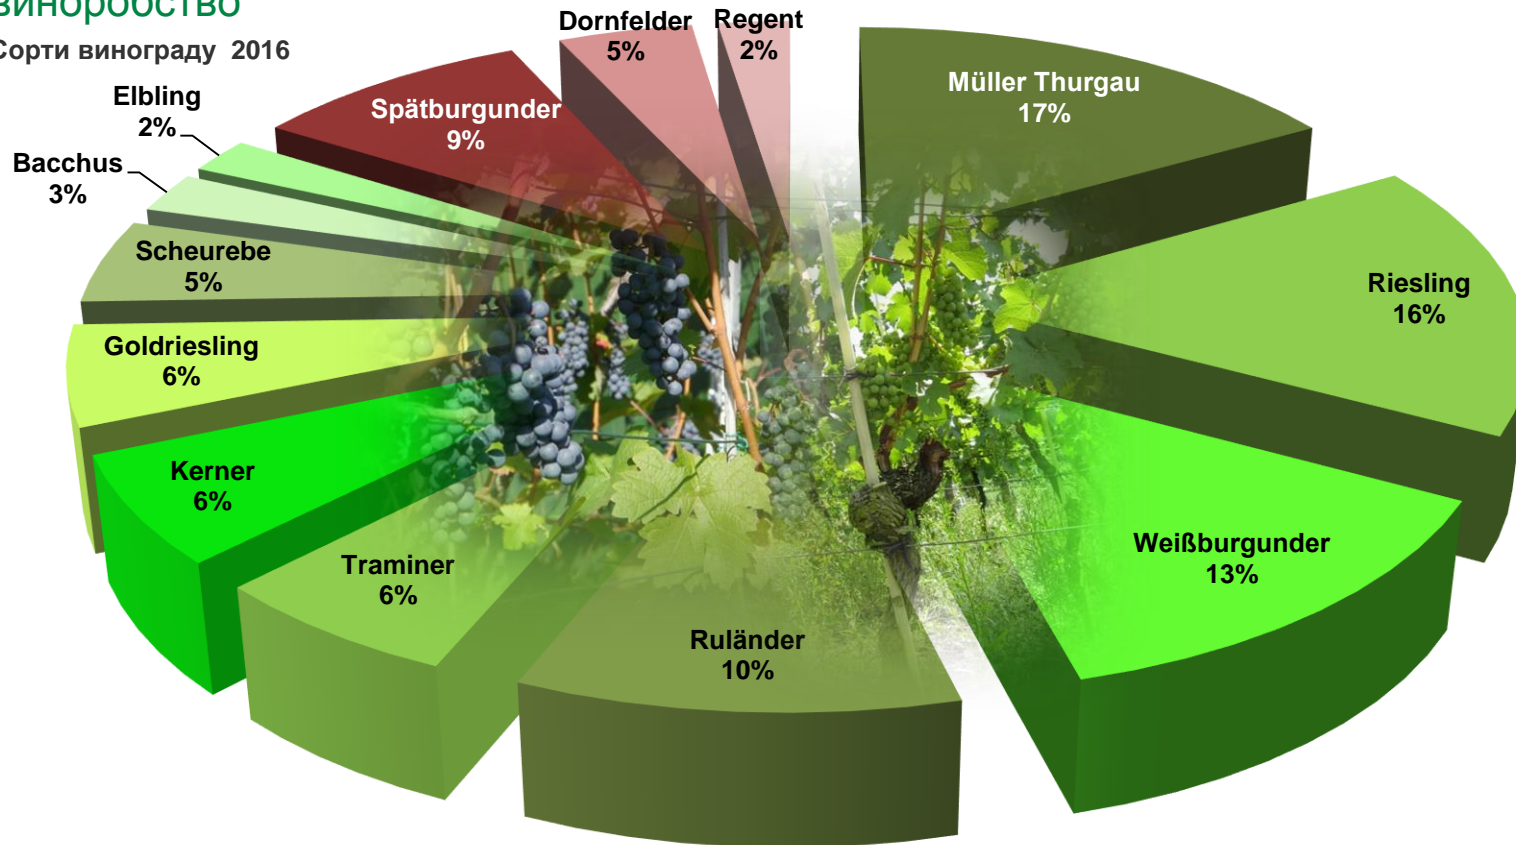 виноробство
Сорти винограду 2016
Dornfelder
5%
Regent
2%
Müller Thurgau
17%
Elbling
2%
Spätburgunder
9%
Bacchus
3%
Scheurebe
5%
Riesling
16%
Goldriesling
6%
Kerner
6%
Weißburgunder
13%
Traminer
6%
Ruländer
10%